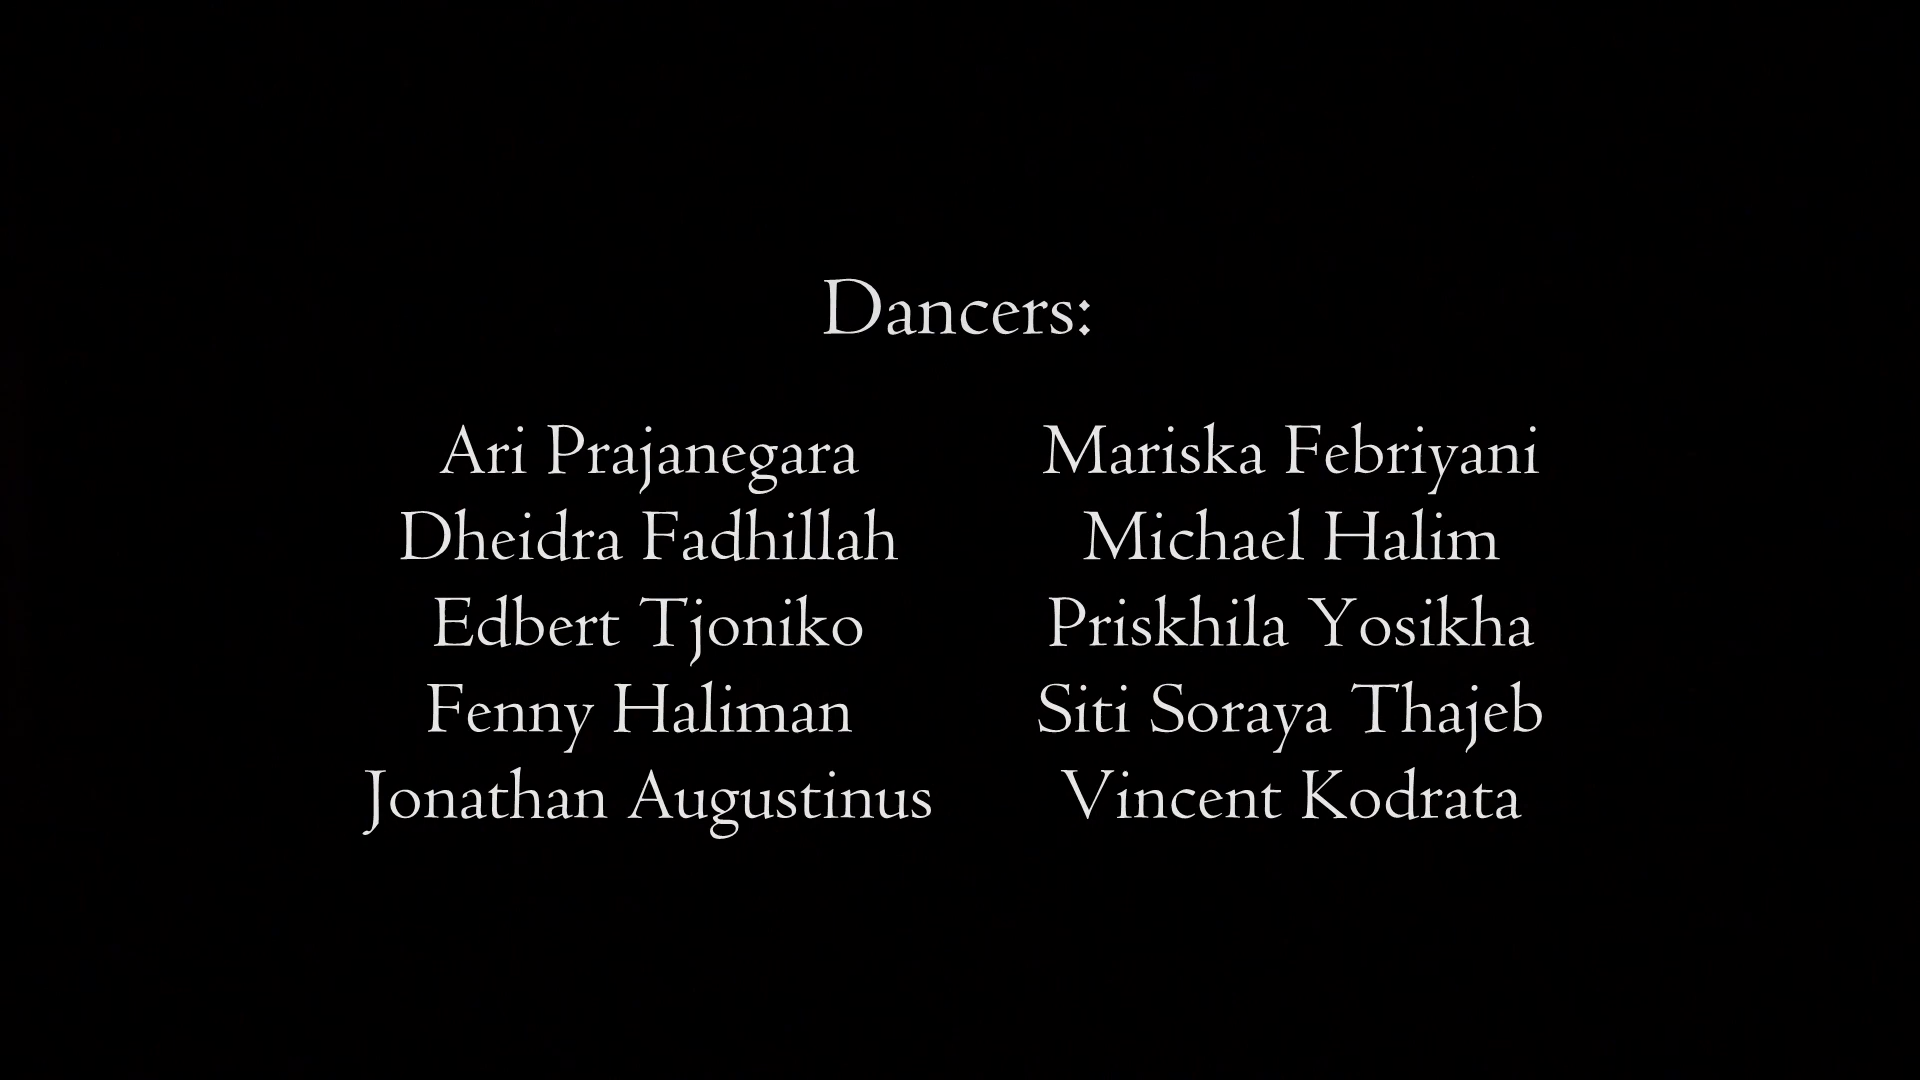 Dancers:
Ari Prajanegara
Dheidra Fadhillah
Edbert Tjoniko
Fenny Haliman
Jonathan Augustinus
Mariska Febriyani
Michael Halim
Priskhila Yosikha
Siti Soraya Thajeb
Vincent Kodrata